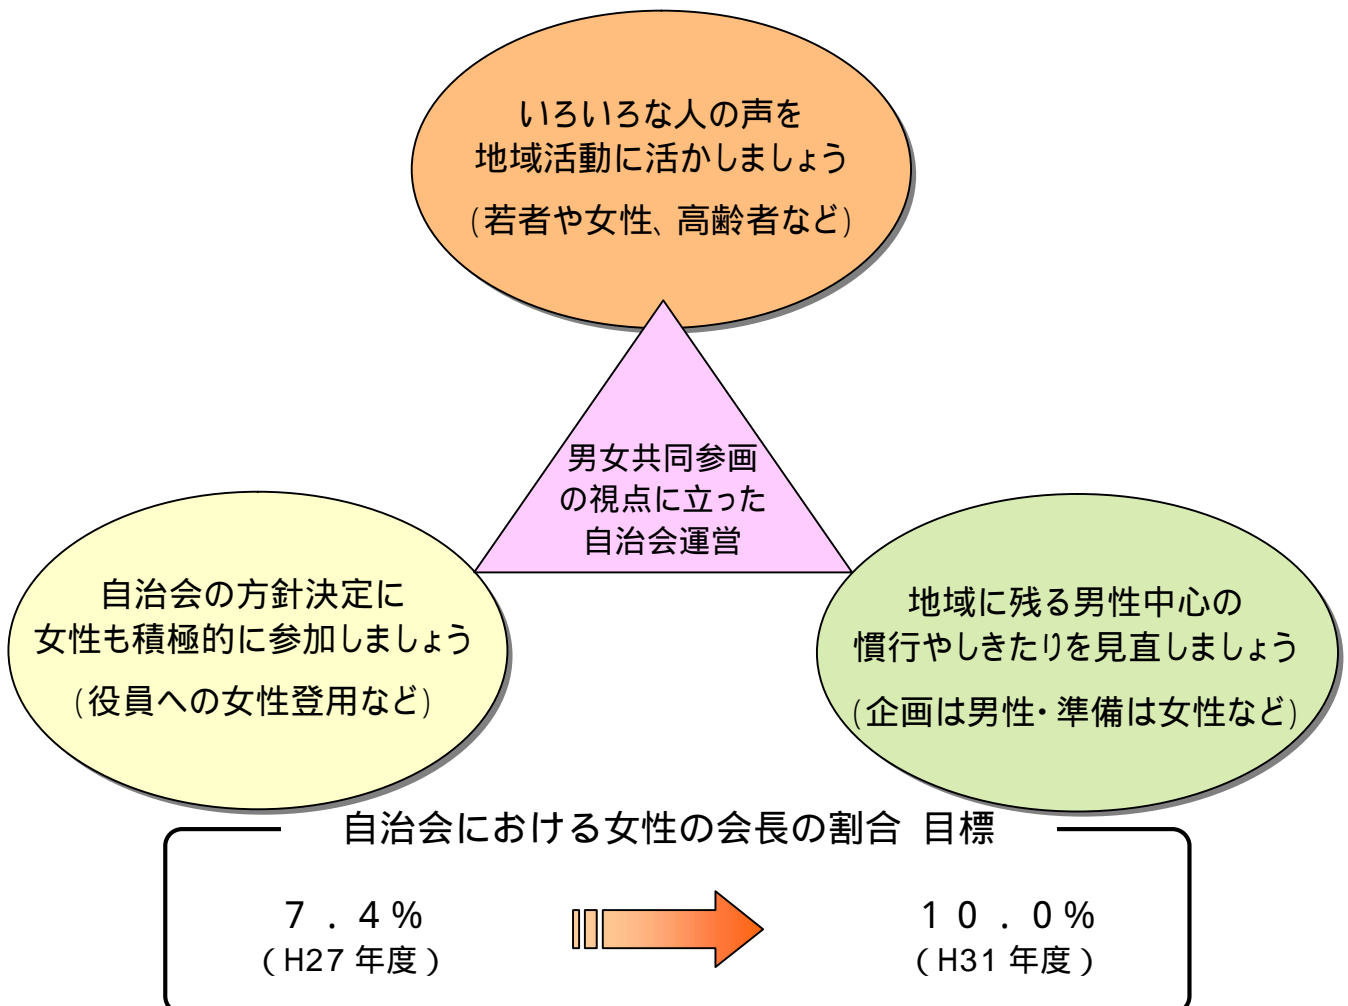 いろいろな人の声を
地域活動に活かしましょう
(若者や女性、高齢者など)
男女共同参画
の視点に立った
自治会運営
自治会の方針決定に
女性も積極的に参加しましょう
(役員への女性登用など)
地域に残る男性中心の
慣行やしきたりを見直しましょう
(企画は男性・準備は女性など)
自治会における女性の会長の割合 目標
7．4%
（H27 年度）
10．0%
（H31 年度）